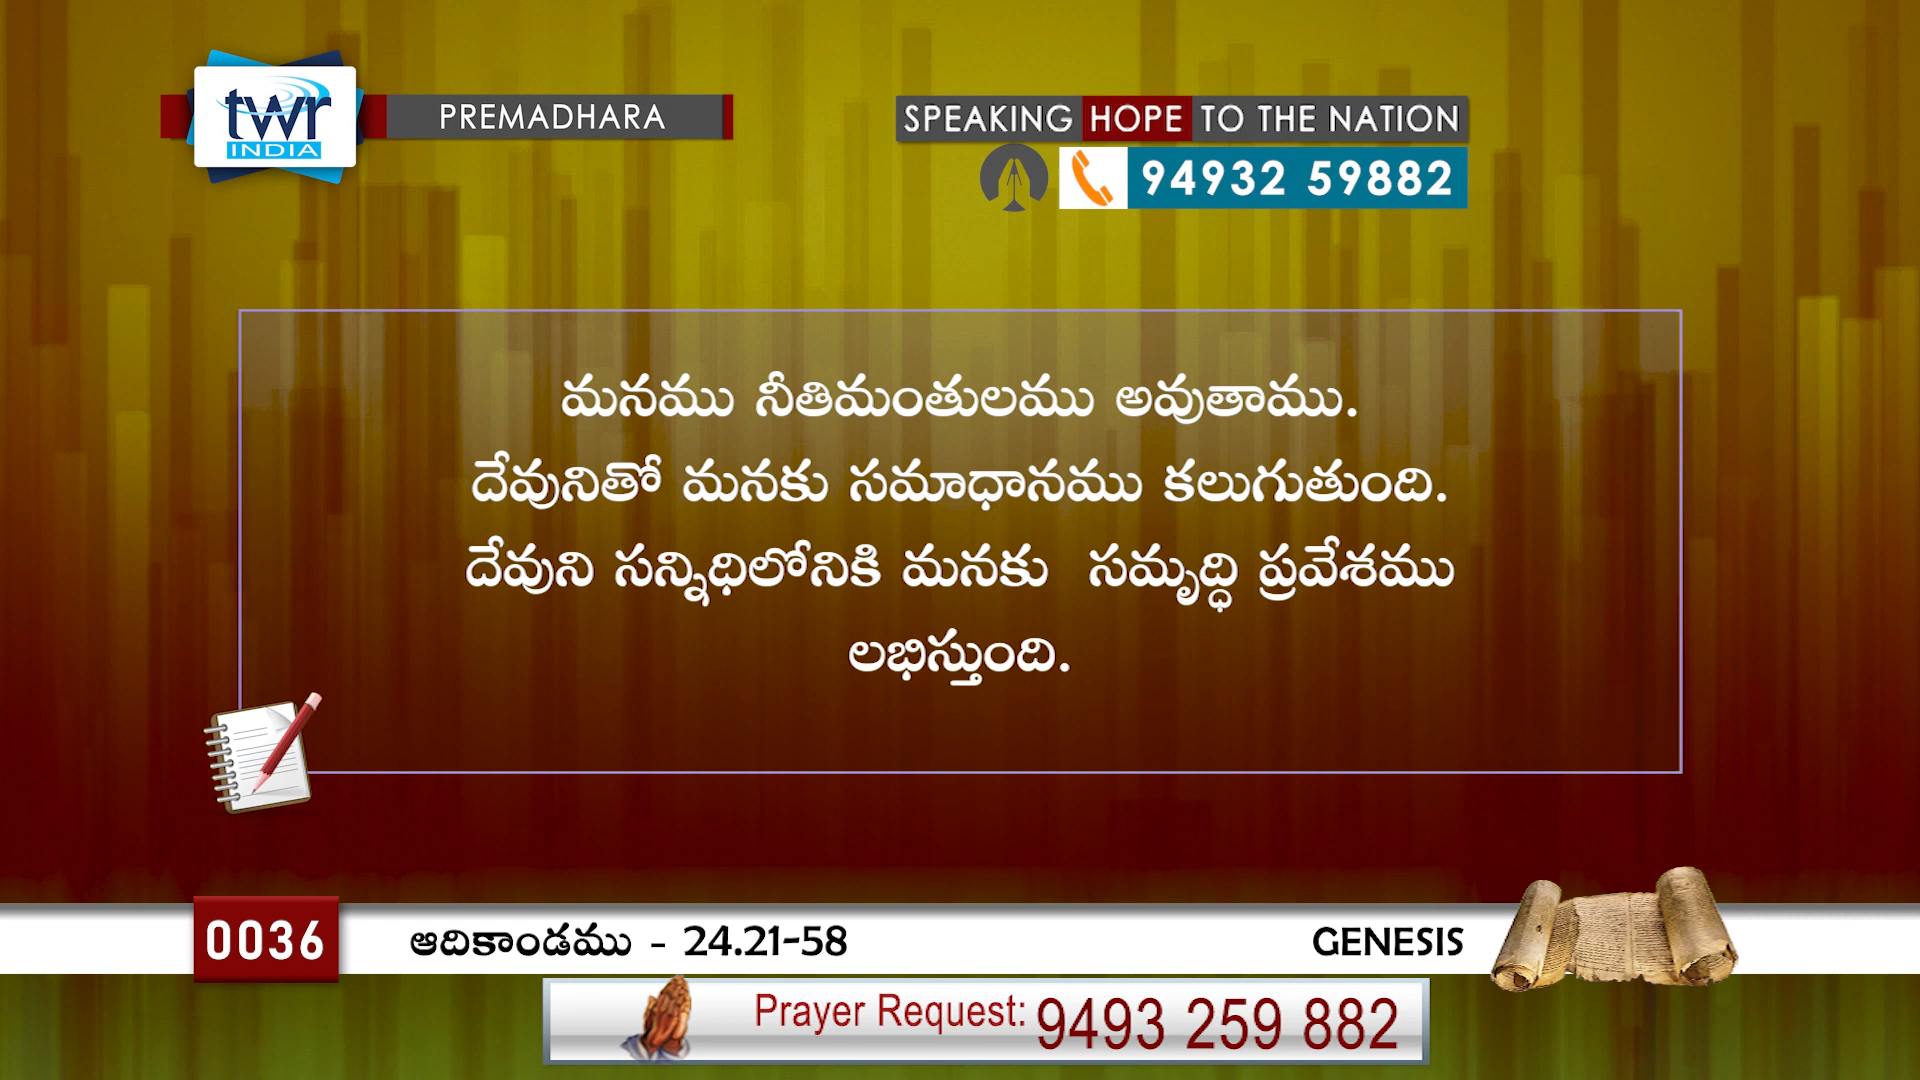 twr
INDIA
PREMADHARA
SPEAKING HOPE TO THE NATION
94932 59882
మనము నీతిమంతులము అవుతాము.
దేవునితో మనకు సమాధానము కలుగుతుంది.
దేవుని సన్నిధిలోనికి మనకు సమృద్ధి ప్రవేశము
లభిస్తుంది.
0036
ఆదికాండము - 24.21-58
GENESIS
Prayer Request: 9493 259 882